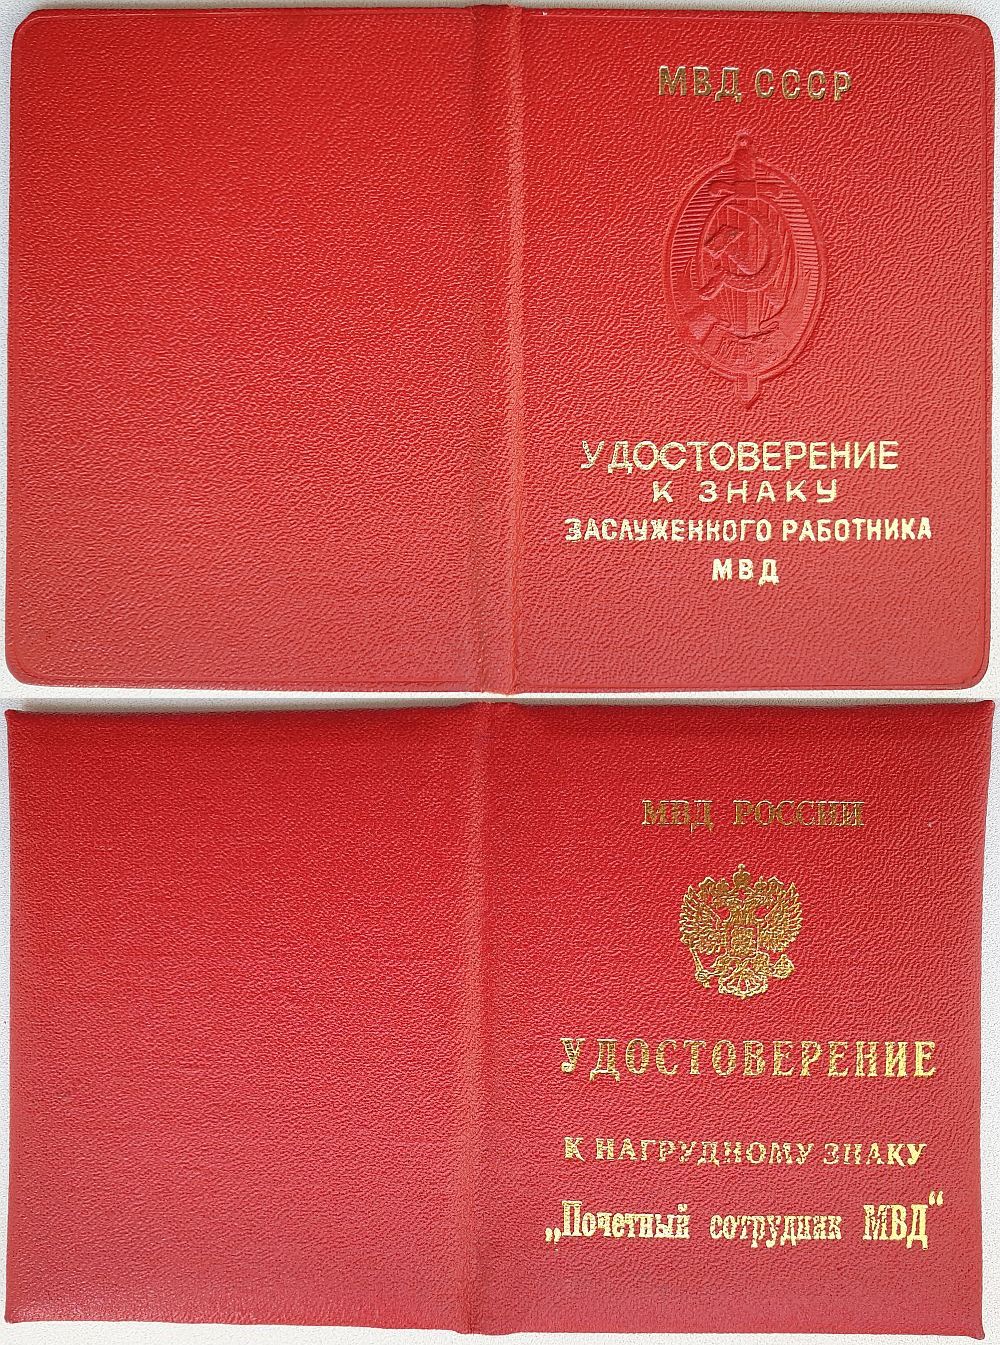 МВД СССР
УДОСТОВЕРЕНИЕ
К ЗНАКУ
ЗАСЛУЖЕННОГО РАБОТНИКА
МВД
МВД РОССИИ
УДОСТОВЕРЕНИЕ
К НАГРУДНОМУ ЗНАКУ
„Почетный сотрудник МВД“